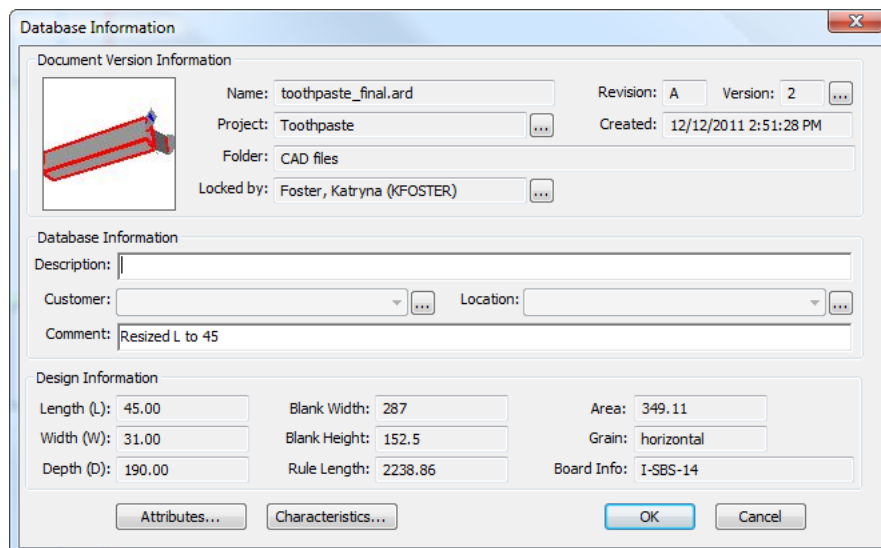 Database Information
Document Version Information
Name: toothpaste_final.ard Revision: A Version: 2 ...
Project: Toothpaste ... Created: 12/12/2011 2:51:28 PM
Folder: CAD files
Locked by: Foster, Katryna (KFOSTER) ...
Database Information
Description:
Customer: ... Location: ...
Comment: Resized L to 45
Design Information
Length (L): 45.00 Blank Width: 287 Area: 349.11
Width (W): 31.00 Blank Height: 152.5 Grain: horizontal
Depth (D): 190.00 Rule Length: 2238.86 Board Info: I-SBS-14
Attributes... Characteristics... OK Cancel